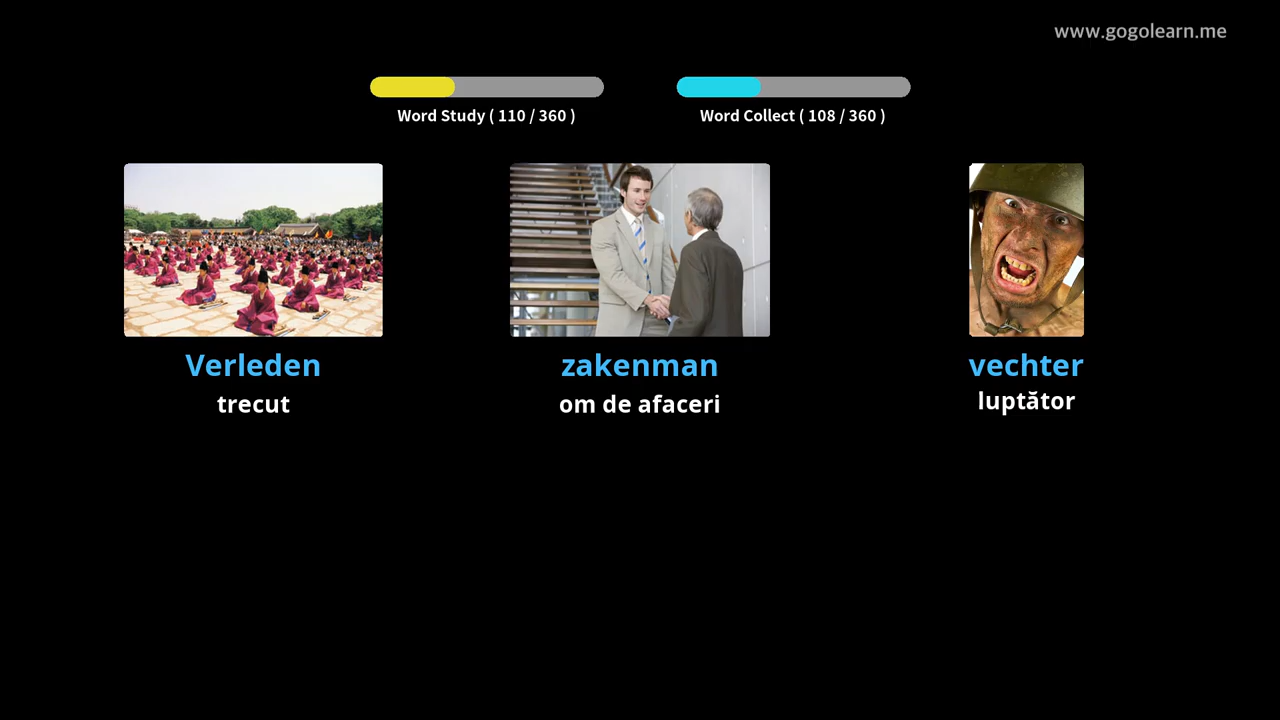 www.gogolearn.me
Word Study ( 110 / 360 )
Word Collect ( 108 / 360 )
Verleden
zakenman
vechter
trecut
om de afaceri
luptător